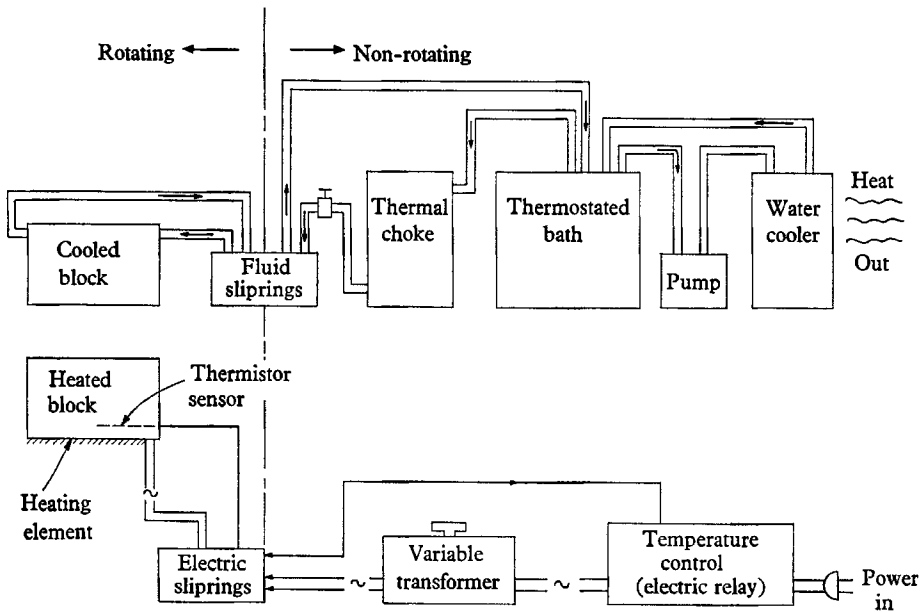 Rotating
Non-rotating
Cooled
block
Fluid
sliprings
Thermal
choke
Thermostated
bath
Pump
Water
cooler
Heat
Out
Heated
block
Thermistor
sensor
Heating
element
Electric
sliprings
Variable
transformer
Temperature
control
(electric relay)
Power
in